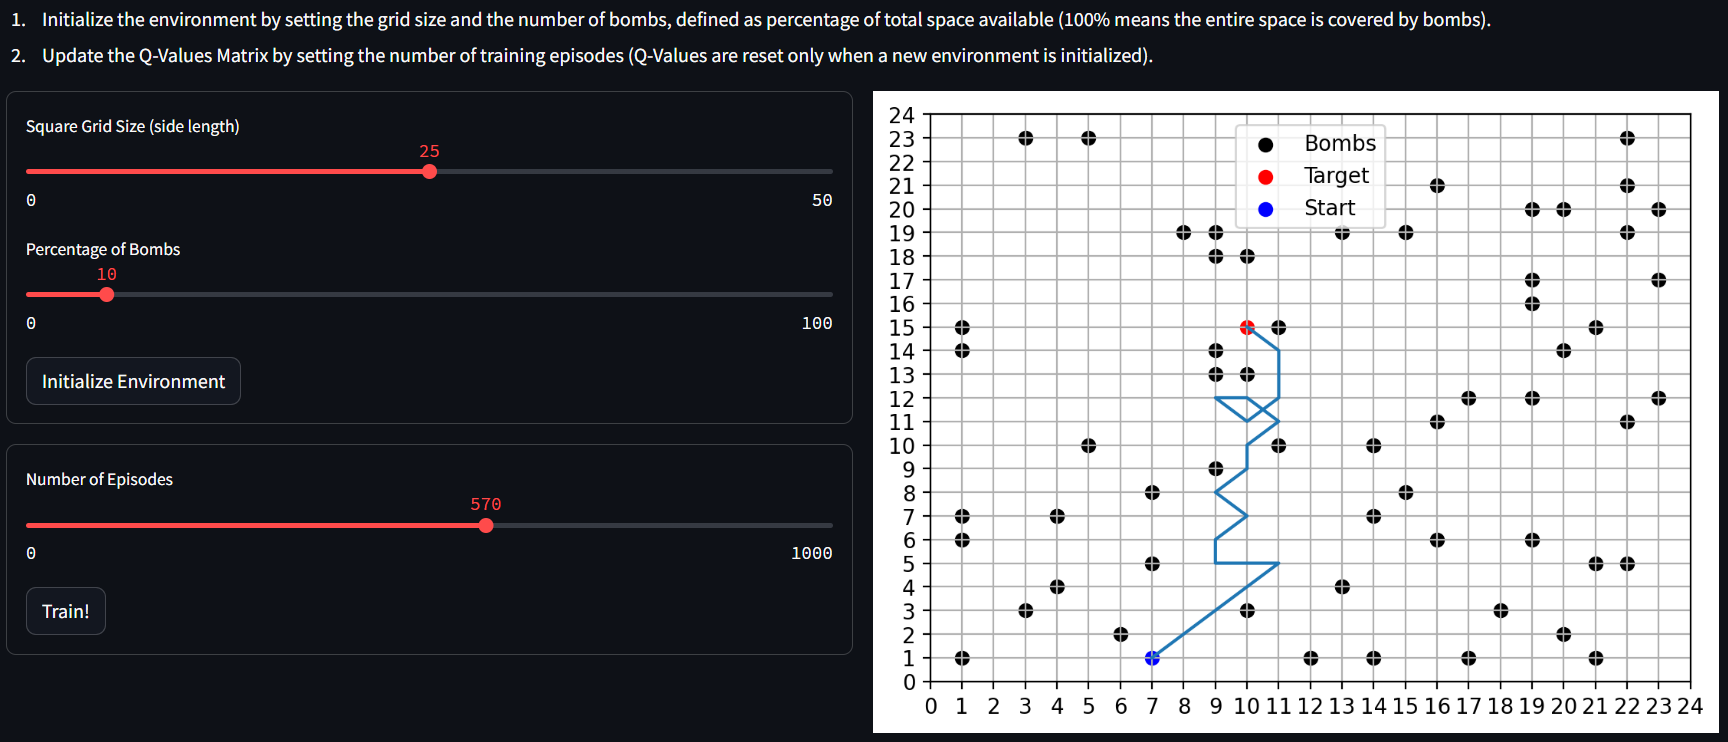 1. Initialize the environment by setting the grid size and the number of bombs, defined as percentage of total space available (100% means the entire space is covered by bombs).
2. Update the Q-Values Matrix by setting the number of training episodes (Q-Values are reset only when a new environment is initialized).
Square Grid Size (side length)
25
0 50
Percentage of Bombs
10
0 100
Initialize Environment
Number of Episodes
570
0 1000
Train!
Bombs
Target
Start
24
23
22
21
20
19
18
17
16
15
14
13
12
11
10
9
8
7
6
5
4
3
2
1
0
0 1 2 3 4 5 6 7 8 9 10 11 12 13 14 15 16 17 18 19 20 21 22 23 24